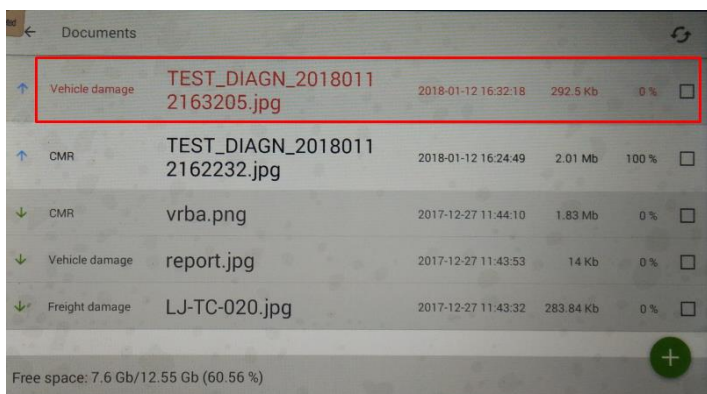 Documents
Vehicle damage TEST_DIAGN_2018011 2018-01-12 16:32:18 292.5 Kb 0 %
2163205.jpg
CMR TEST_DIAGN_2018011 2018-01-12 16:24:49 2.01 Mb 100 %
2162232.jpg
CMR vrba.png 2017-12-27 11:44:10 1.83 Mb 0 %
Vehicle damage report.jpg 2017-12-27 11:43:53 14 Kb 0 %
Freight damage LJ-TC-020.jpg 2017-12-27 11:43:32 283.84 Kb 0 %
Free space: 7.6 Gb/12.55 Gb (60.56 %)